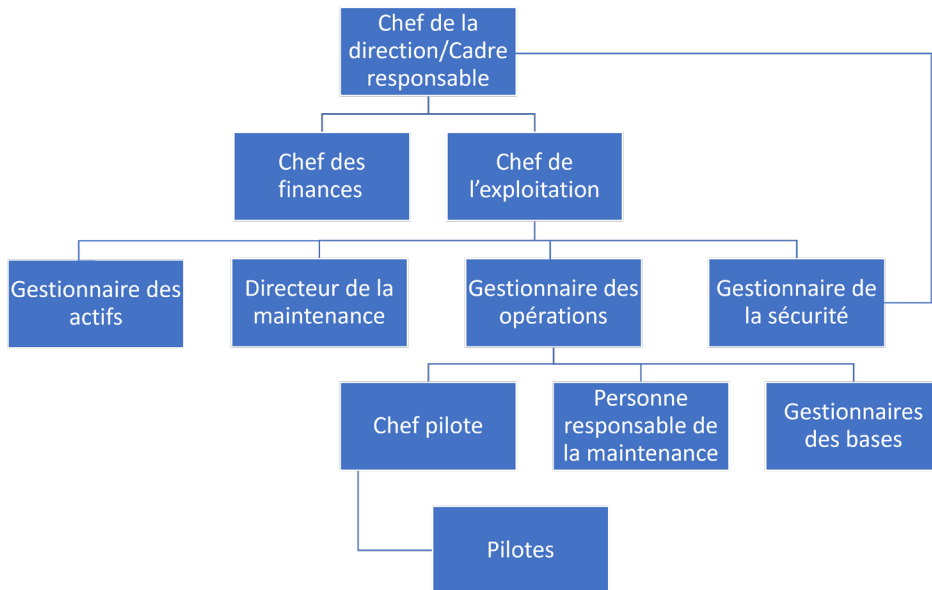 Chef de la
direction/Cadre
responsable
Chef des
finances
Chef de
l’exploitation
Gestionnaire des
actifs
Directeur de la
maintenance
Gestionnaire des
opérations
Gestionnaire de
la sécurité
Chef pilote
Personne
responsable de
la maintenance
Gestionnaires
des bases
Pilotes